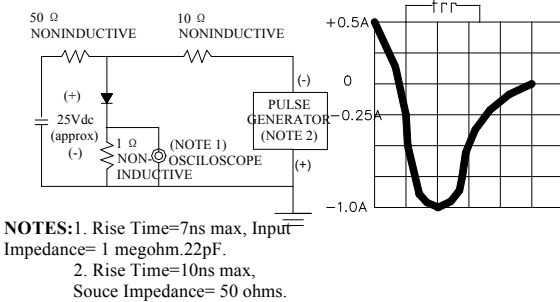 50 Ω
NONINDUCTIVE
10 Ω
NONINDUCTIVE
trr
+0.5A
0
-0.25A
-1.0A
(+)
25Vdc
(approx)
(-)
1 Ω
NON-
INDUCTIVE
(NOTE 1)
OSCILOSCOPE
(-)
PULSE
GENERATOR
(NOTE 2)
(+)
NOTES:1. Rise Time=7ns max, Input
Impedance= 1 megohm.22pF.
2. Rise Time=10ns max,
Souce Impedance= 50 ohms.